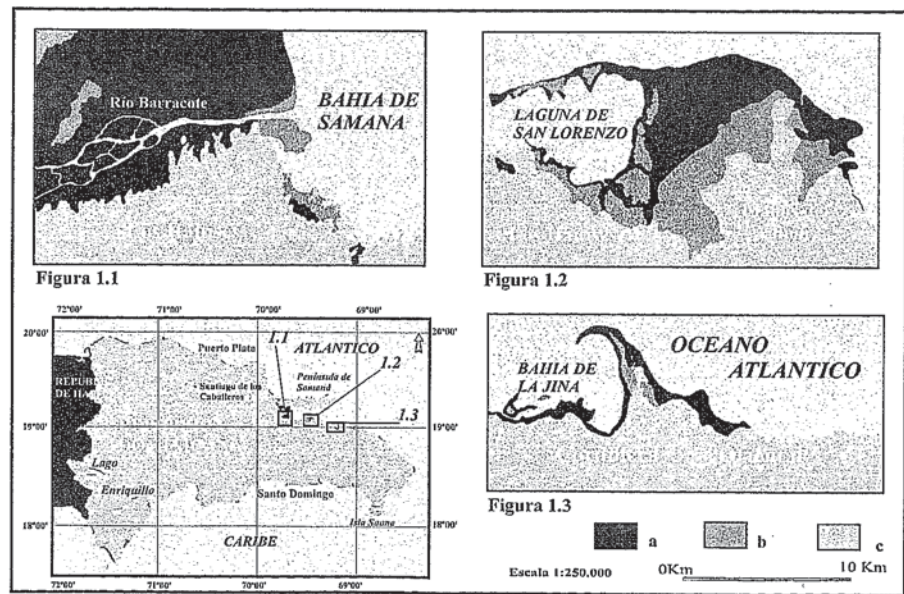 Río Barracote
BAHIA DE
SAMANA
Figura 1.1
LAGUNA DE
SAN LORENZO
Figura 1.2
72°00'
71°00'
70°00'
69°00'
20°00'
20°00'
1.1
Puerto Plata
ATLANTICO
1.2
Santiago de los
Caballeros
Península de
Samaná
REPUBL
DE HA
1.3
19°00'
19°00'
Lago
Enriquillo
Santo Domingo
Isla Saona
18°00'
18°00'
CARIBE
72°00'
71°00'
70°00'
69°00'
OCEANO
ATLANTICO
BAHIA DE
LA JINA
Figura 1.3
a
b
c
Escala 1:250.000
0Km
10 Km